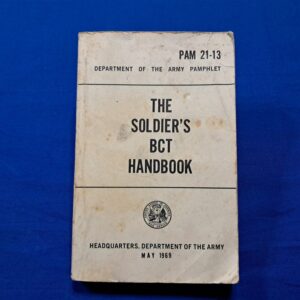 PAM 21-13
DEPARTMENT OF THE ARMY PAMPHLET
THE
SOLDIER'S
BCT
HANDBOOK
HEADQUARTERS, DEPARTMENT OF THE ARMY
MAY 1969